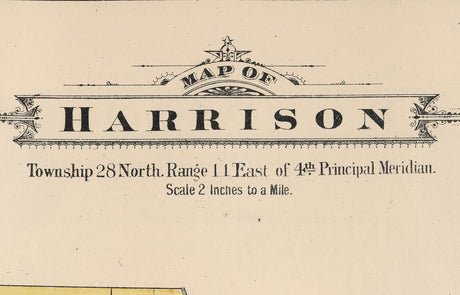 MAP OF
HARRISON
Township 28 North. Range 11 East of 4th Principal Meridian.
Scale 2 Inches to a Mile.